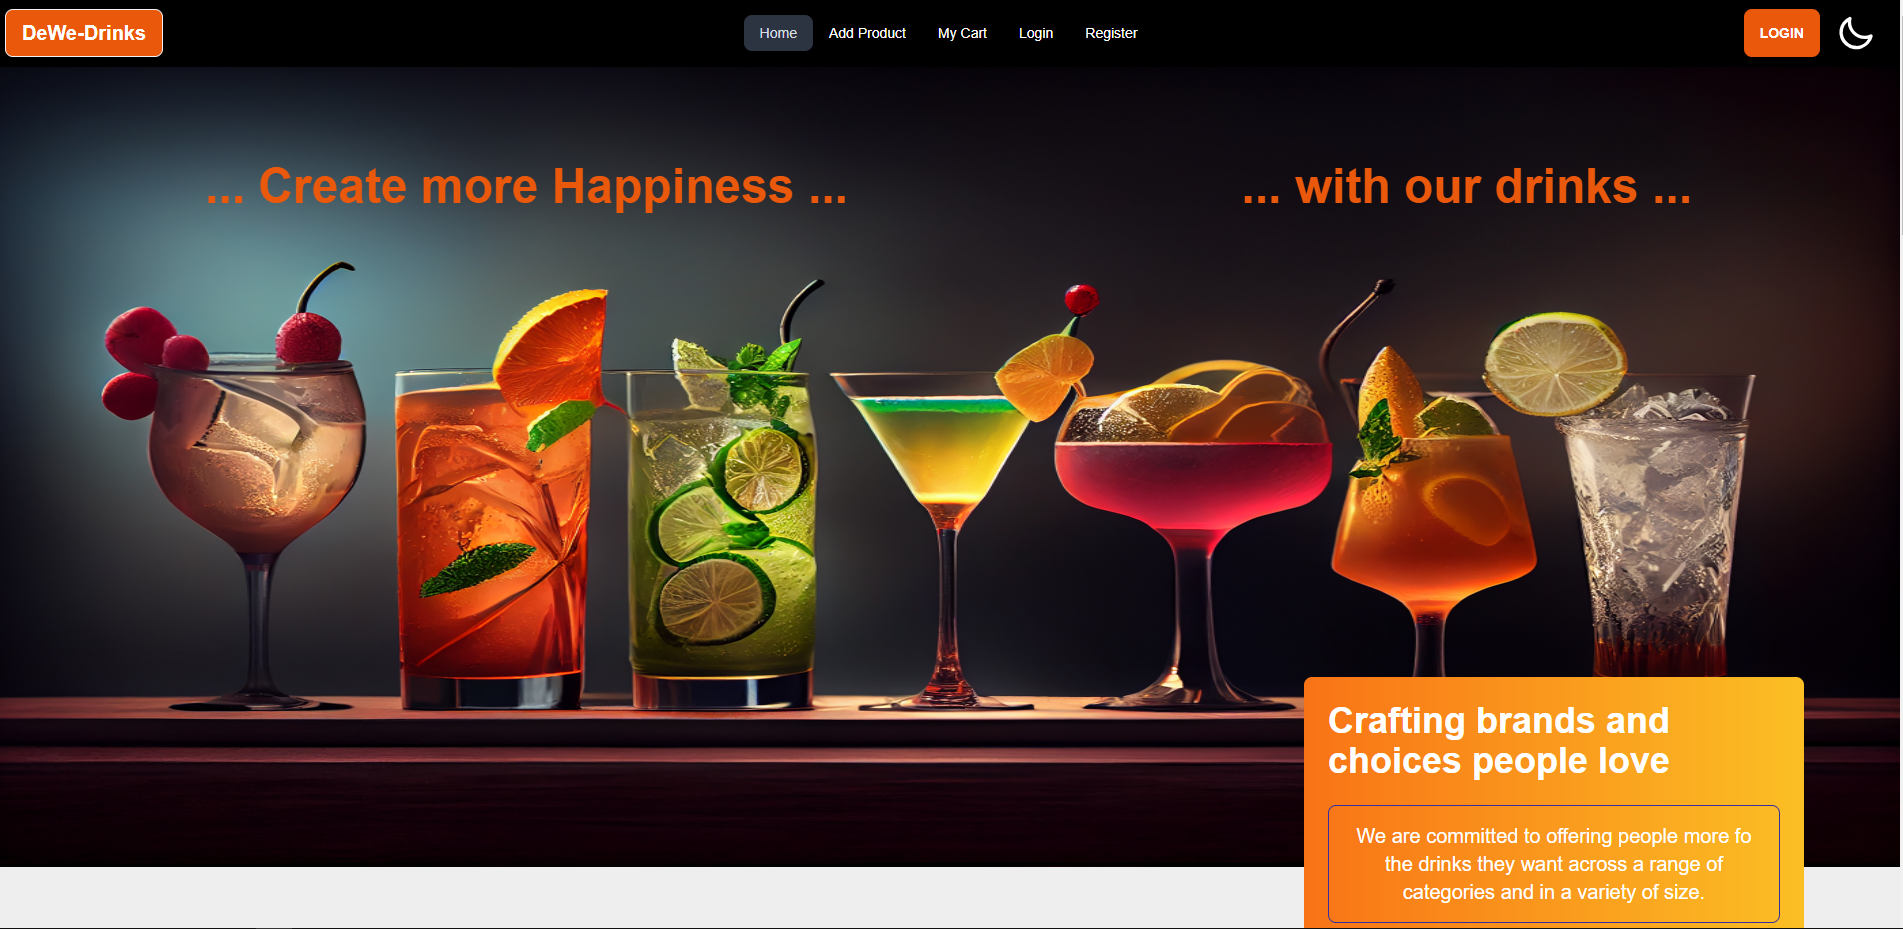 DeWe-Drinks
Home
Add Product
My Cart
Login
Register
LOGIN
... Create more Happiness ...
... with our drinks ...
Crafting brands and
choices people love
We are committed to offering people more fo
the drinks they want across a range of
categories and in a variety of size.